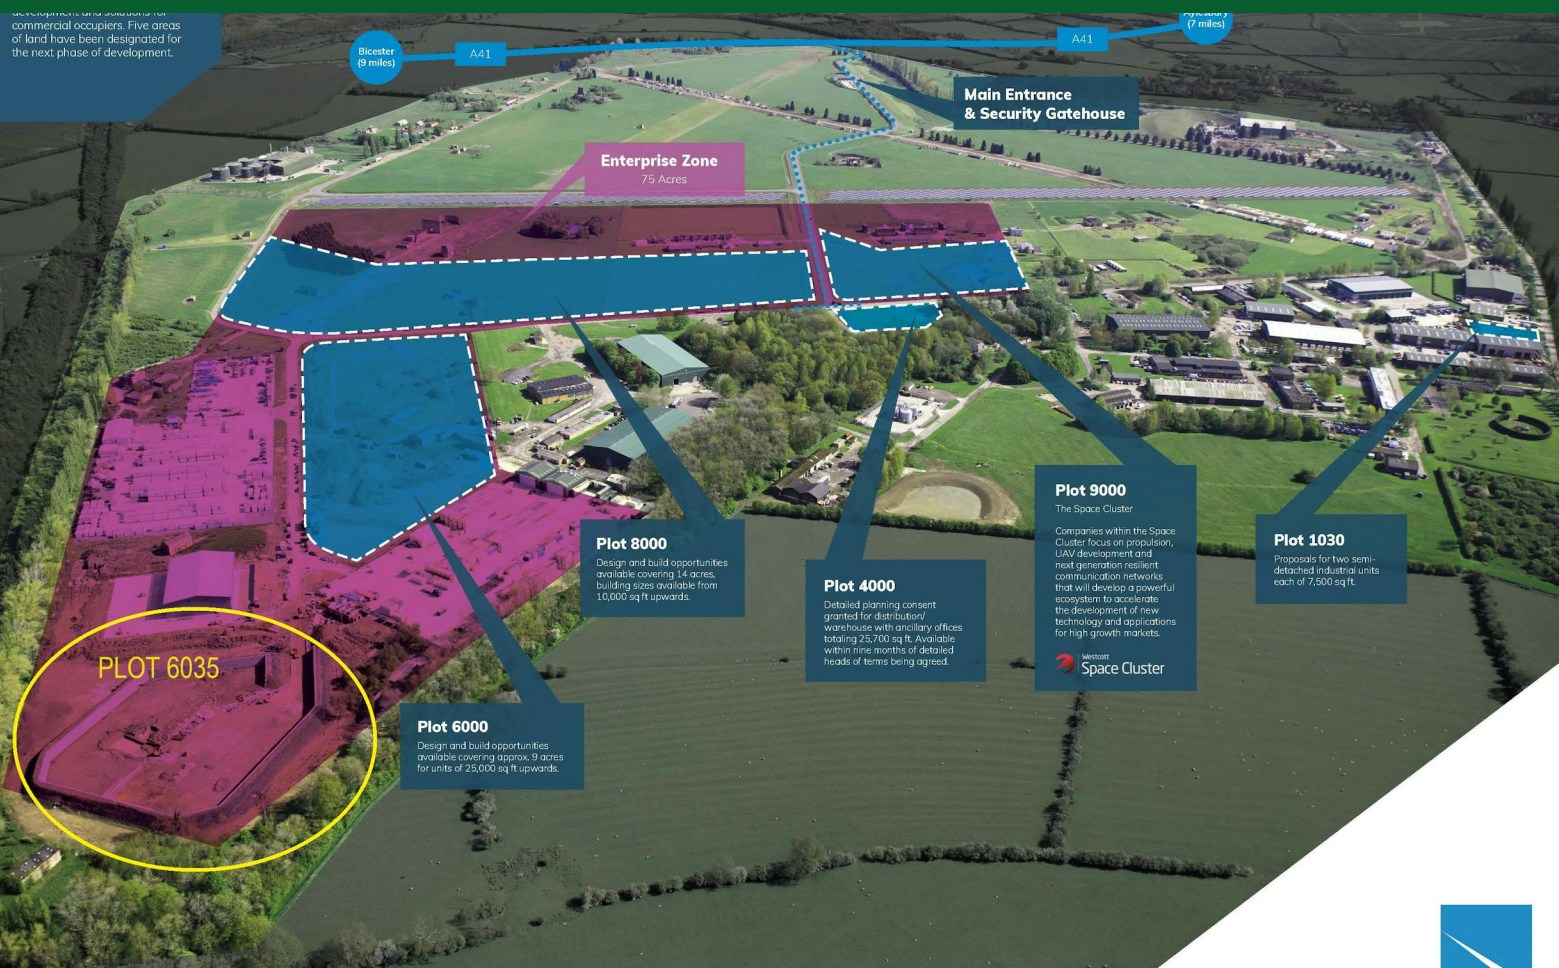 development and solutions for
commercial occupiers. Five areas
of land have been designated for
the next phase of development.
Bicester
(9 miles)
A41
A41
Aylesbury
(7 miles)
Main Entrance
& Security Gatehouse
Enterprise Zone
75 Acres
Plot 8000
Design and build opportunities
available covering 14 acres,
building sizes available from
10,000 sq ft upwards.
Plot 4000
Detailed planning consent
granted for distribution/
warehouse with ancillary offices
totaling 25,700 sq ft. Available
within nine months of detailed
heads of terms being agreed.
Plot 9000
The Space Cluster
Companies within the Space
Cluster focus on propulsion,
UAV development and
next generation resilient
communication networks
that will develop a powerful
ecosystem to accelerate
the development of new
technology and applications
for high growth markets.
Westcott
Space Cluster
Plot 1030
Proposals for two semi-
detached industrial units
each of 7,500 sq ft.
PLOT 6035
Plot 6000
Design and build opportunities
available covering approx. 9 acres
for units of 25,000 sq ft upwards.